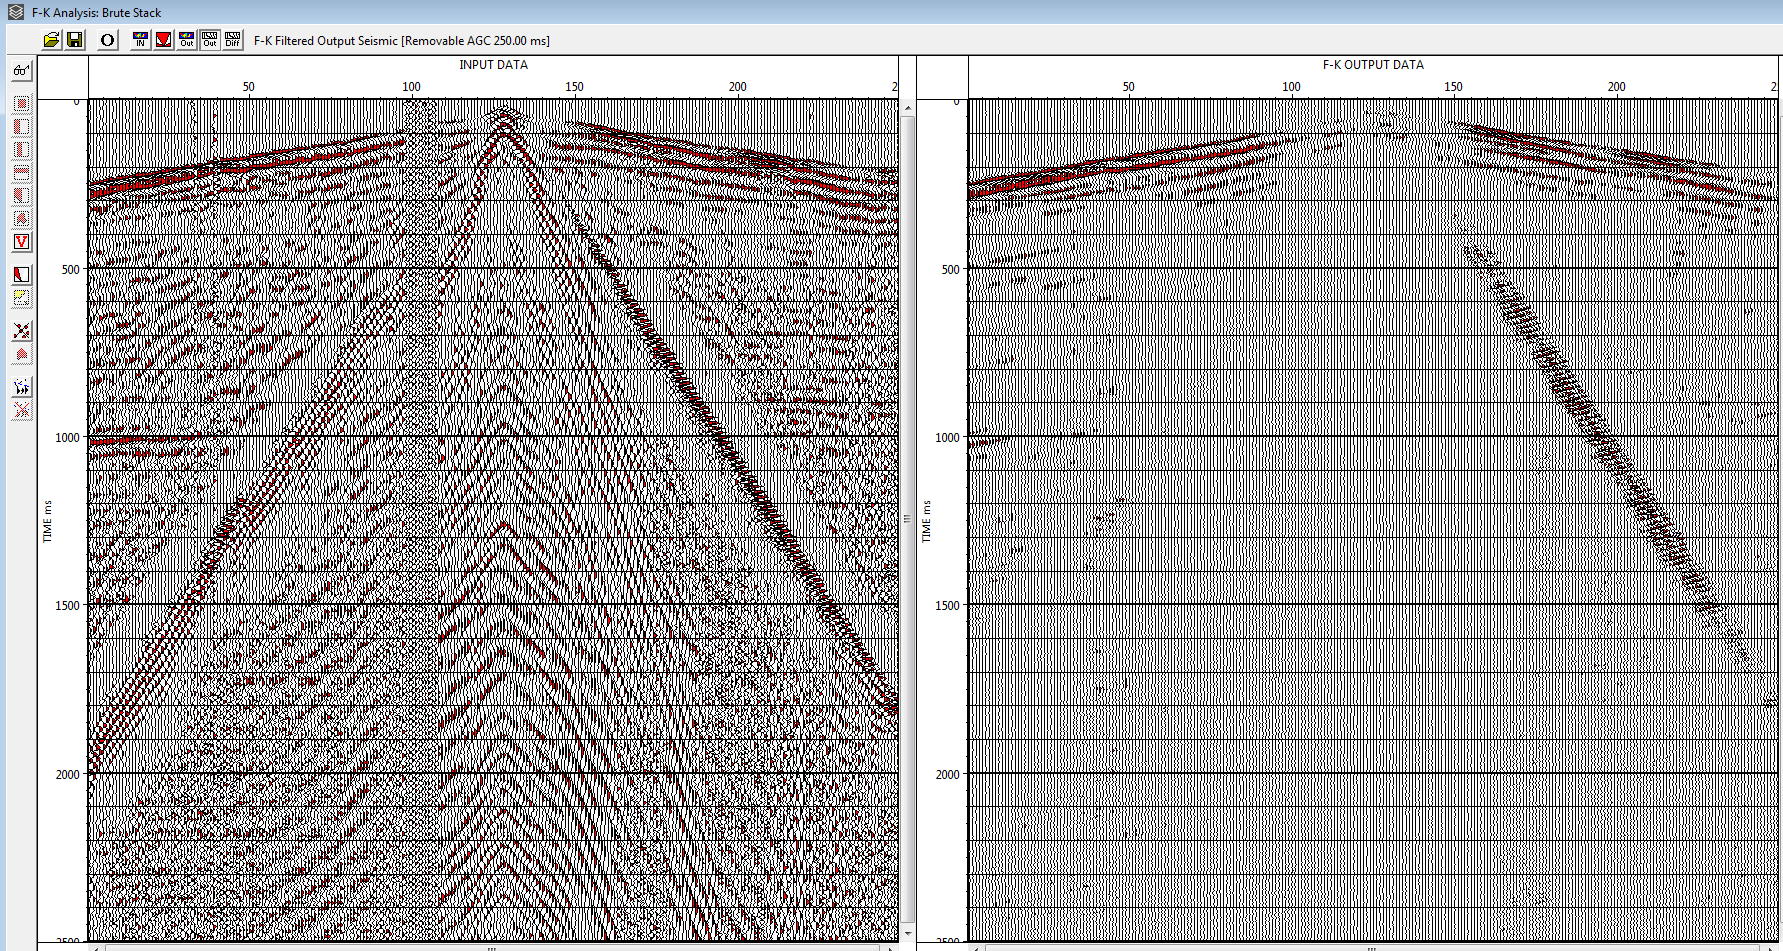 F-K Analysis: Brute Stack
O IN Out Out Diff F-K Filtered Output Seismic [Removable AGC 250.00 ms]
INPUT DATA
50 100 150 200 2
0
500
1000
1500
2000
2500
TIME ms
F-K OUTPUT DATA
50 100 150 200 2
0
500
1000
1500
2000
2500
TIME ms
V